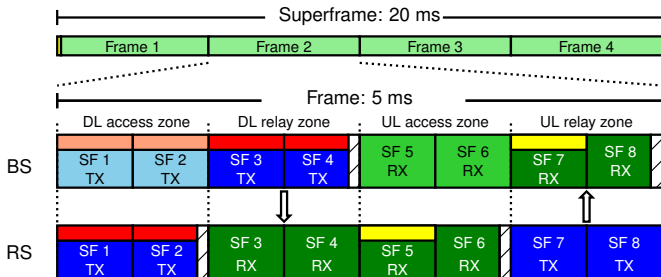 Superframe: 20 ms
Frame 1 Frame 2 Frame 3 Frame 4
Frame: 5 ms
DL access zone DL relay zone UL access zone UL relay zone
BS
SF 1 SF 2 SF 3 SF 4 SF 5 SF 6 SF 7 SF 8
TX TX TX TX RX RX RX RX
RS
SF 1 SF 2 SF 3 SF 4 SF 5 SF 6 SF 7 SF 8
TX TX RX RX RX RX TX TX